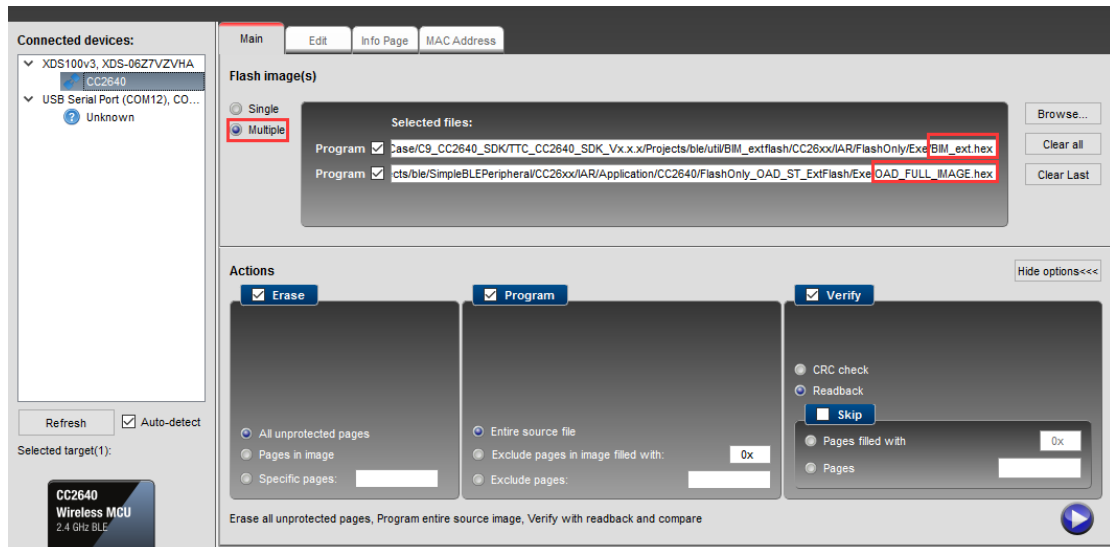 Connected devices:
XDS100v3, XDS-06Z7VZVHA
CC2640
USB Serial Port (COM12), CO...
Unknown
Refresh
Auto-detect
Selected target(1):
CC2640
Wireless MCU
2.4 GHz BLE
Main
Edit
Info Page
MAC Address
Flash image(s)
Single
Multiple
Selected files:
Program
Case/C9_CC2640_SDK/TTC_CC2640_SDK_Vx.x.x/Projects/ble/util/BIM_extflash/CC26xx/IAR/FlashOnly/Exe/BIM_ext.hex
Program
cts/ble/SimpleBLEPeripheral/CC26xx/IAR/Application/CC2640/FlashOnly_OAD_ST_ExtFlash/Exe/OAD_FULL_IMAGE.hex
Browse...
Clear all
Clear Last
Actions
Hide options<<<
Erase
All unprotected pages
Pages in image
Specific pages:
Program
Entire source file
Exclude pages in image filled with:
0x
Exclude pages:
Verify
CRC check
Readback
Skip
Pages filled with
0x
Pages
Erase all unprotected pages, Program entire source image, Verify with readback and compare